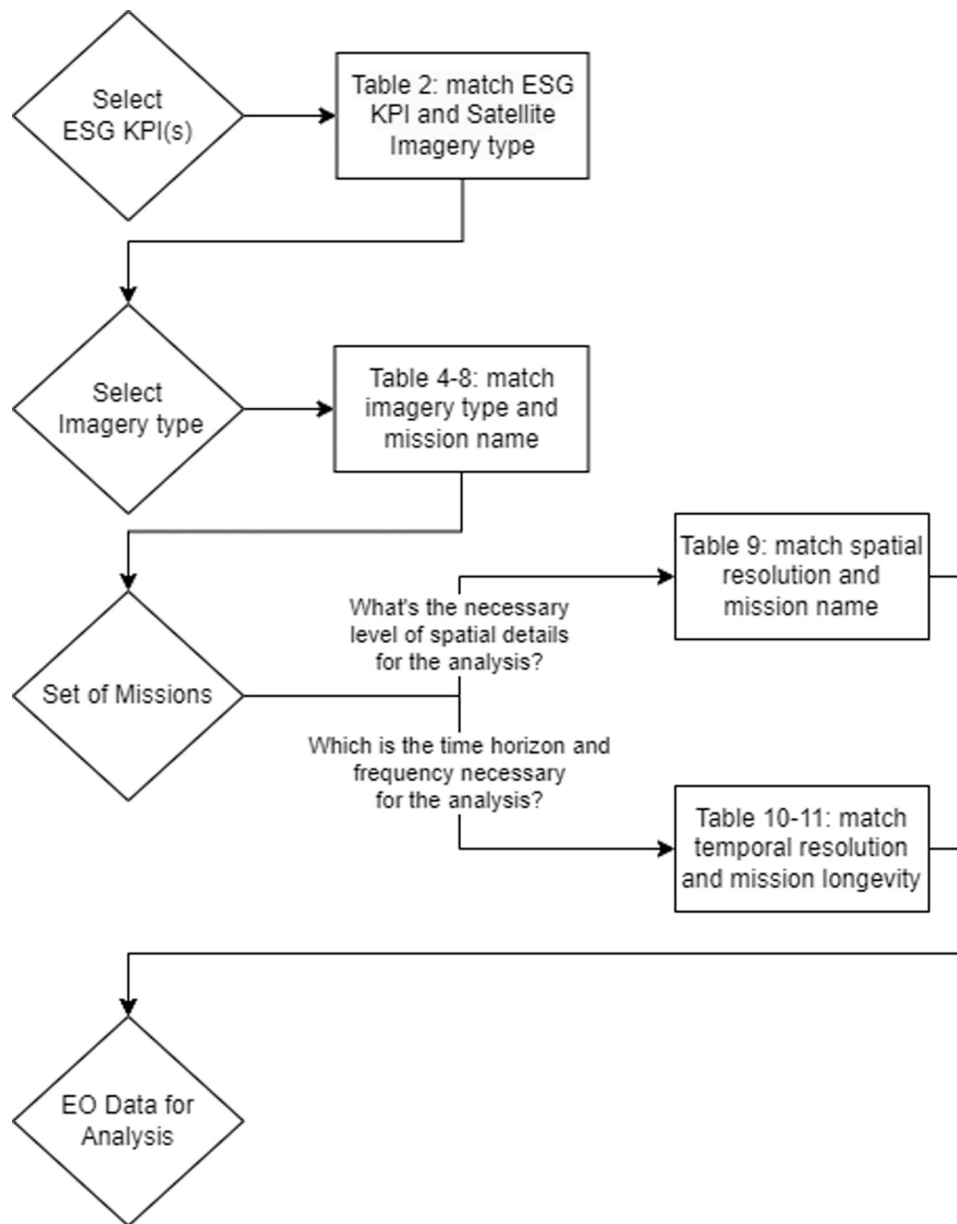 Select
ESG KPI(s)
Table 2: match ESG
KPI and Satellite
Imagery type
Select
Imagery type
Table 4-8: match
imagery type and
mission name
Set of Missions
What's the necessary
level of spatial details
for the analysis?
Table 9: match spatial
resolution and
mission name
Which is the time horizon and
frequency necessary
for the analysis?
Table 10-11: match
temporal resolution
and mission longevity
EO Data for
Analysis